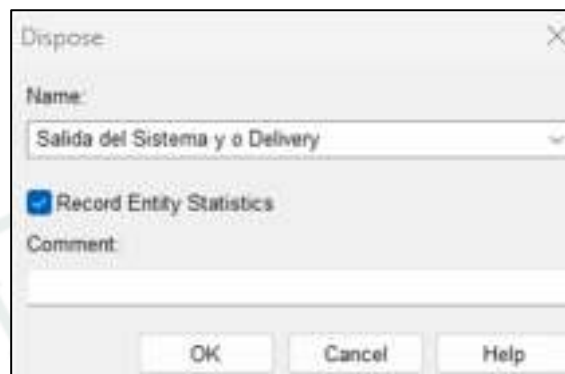 Dispose
Name:
Salida del Sistema y o Delivery
Record Entity Statistics
Comment:
OK Cancel Help